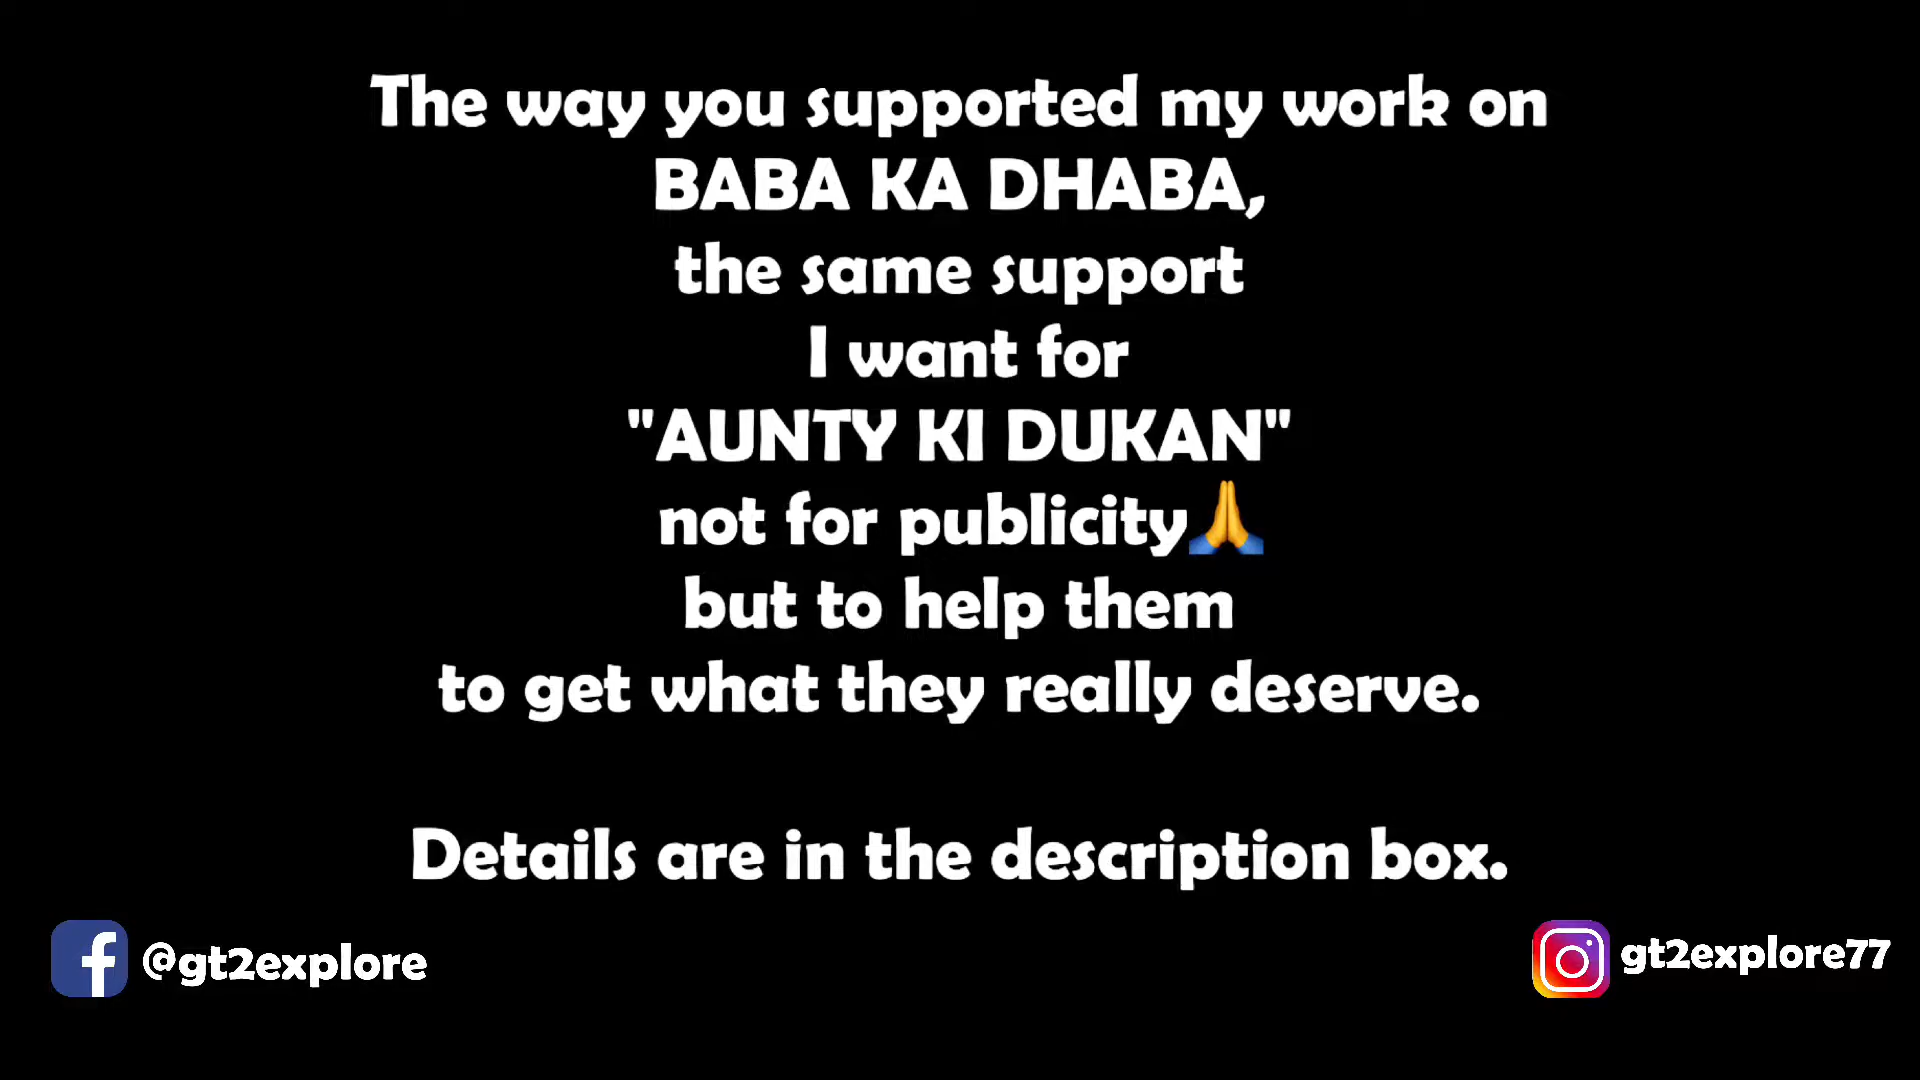 The way you supported my work on
BABA KA DHABA,
the same support
I want for
"AUNTY KI DUKAN"
not for publicity🙏
but to help them
to get what they really deserve.
Details are in the description box.
@gt2explore
gt2explore77